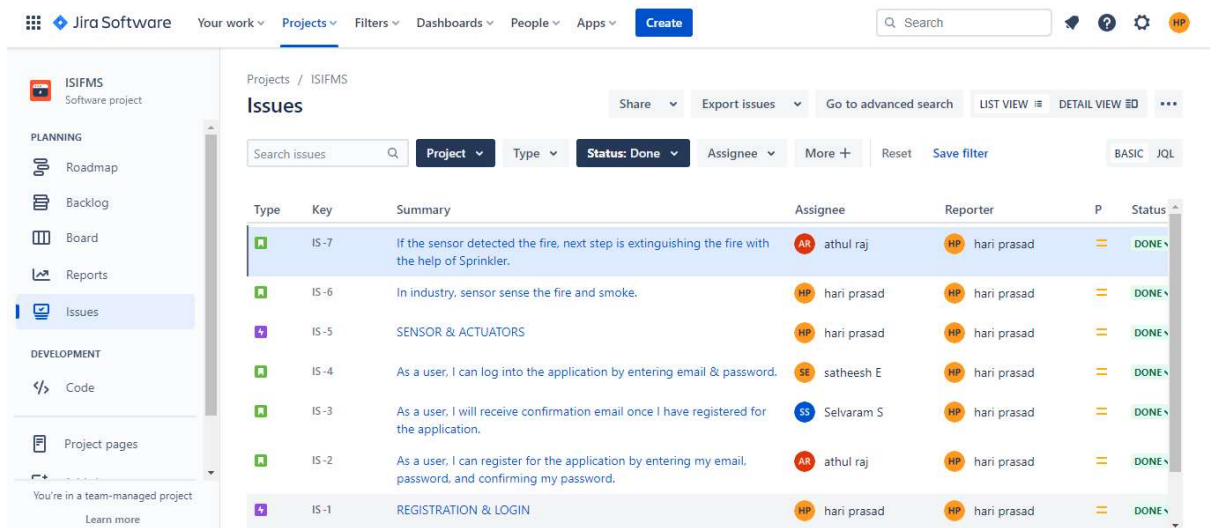 Jira Software Your work Projects Filters Dashboards People Apps Create Search HP
ISIFMS
Software project
PLANNING
Roadmap
Backlog
Board
Reports
Issues
DEVELOPMENT
Code
Project pages
You're in a team-managed project
Learn more
Projects / ISIFMS
Issues
Share Export issues Go to advanced search LIST VIEW DETAIL VIEW
Search issues Project Type Status: Done Assignee More + Reset Save filter BASIC JQL
Type Key Summary Assignee Reporter P Status
IS-7 If the sensor detected the fire, next step is extinguishing the fire with AR athul raj HP hari prasad DONE
the help of Sprinkler.
IS-6 In industry, sensor sense the fire and smoke. HP hari prasad HP hari prasad DONE
IS-5 SENSOR & ACTUATORS HP hari prasad HP hari prasad DONE
IS-4 As a user, I can log into the application by entering email & password. SE satheesh E HP hari prasad DONE
IS-3 As a user, I will receive confirmation email once I have registered for SS Selvaram S HP hari prasad DONE
the application.
IS-2 As a user, I can register for the application by entering my email, AR athul raj HP hari prasad DONE
password, and confirming my password.
IS-1 REGISTRATION & LOGIN HP hari prasad HP hari prasad DONE